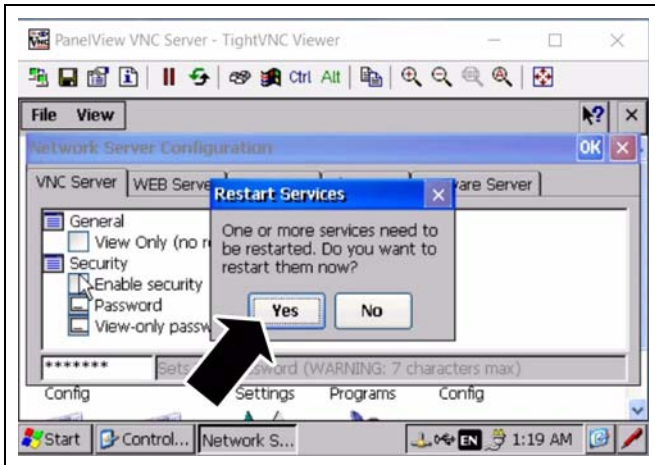 PanelView VNC Server - TightVNC Viewer
Ctrl Alt
File View
Network Server Configuration OK
VNC Server WEB Serve are Server
Restart Services
General
View Only (no r
Security
Enable security
Password
View-only passw
One or more services need to
be restarted. Do you want to
restart them now?
Yes No
******* Sets (WARNING: 7 characters max)
Config Settings Programs Config
Start Control... Network S... EN 1:19 AM